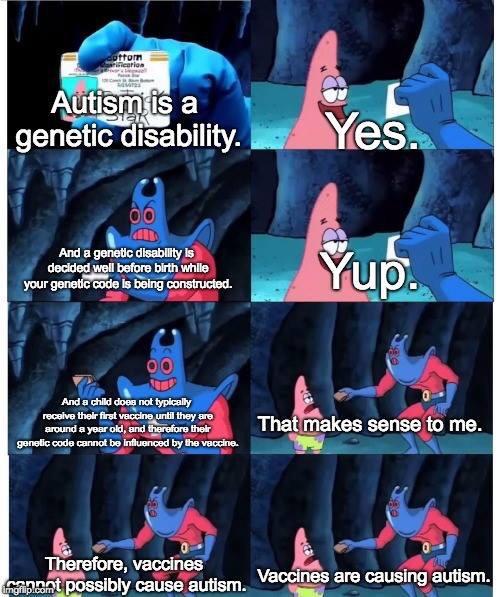 Autism is a
genetic disability.
Yes.
And a genetic disability is
decided well before birth while
your genetic code is being constructed.
Yup.
And a child does not typically
receive their first vaccine until they are
around a year old, and therefore their
genetic code cannot be influenced by the vaccine.
That makes sense to me.
Therefore, vaccines
cannot possibly cause autism.
Vaccines are causing autism.
imgflip.com